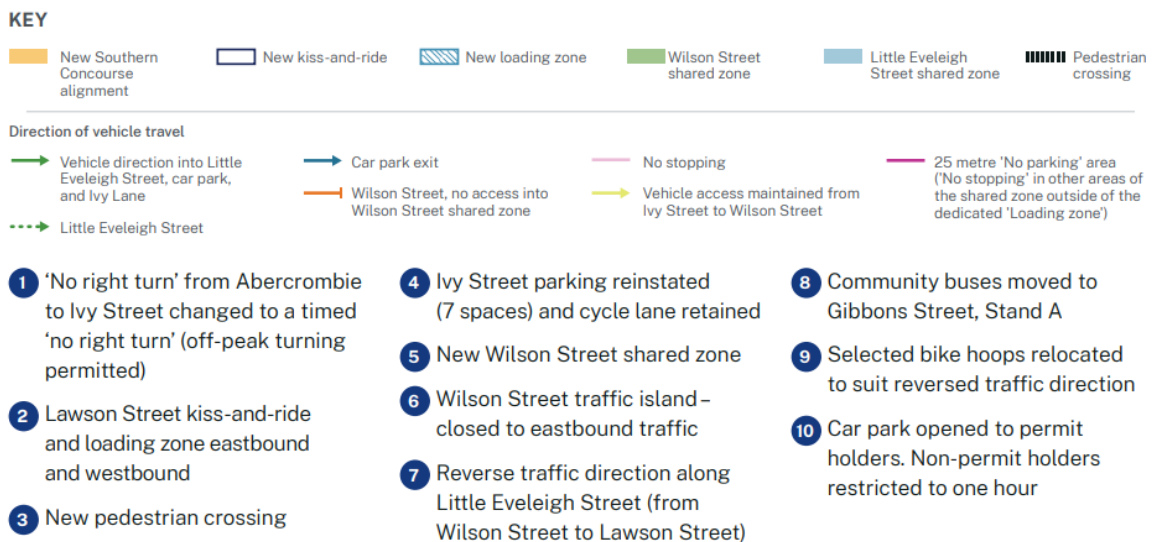 KEY
New Southern
Concourse
alignment
New kiss-and-ride
New loading zone
Wilson Street
shared zone
Little Eveleigh
Street shared zone
Pedestrian
crossing
Direction of vehicle travel
Vehicle direction into Little
Eveleigh Street, car park,
and Ivy Lane
Little Eveleigh Street
Car park exit
Wilson Street, no access into
Wilson Street shared zone
No stopping
Vehicle access maintained from
Ivy Street to Wilson Street
25 metre 'No parking' area
('No stopping' in other areas of
the shared zone outside of the
dedicated 'Loading zone')
1 ‘No right turn’ from Abercrombie
to Ivy Street changed to a timed
‘no right turn’ (off-peak turning
permitted)
2 Lawson Street kiss-and-ride
and loading zone eastbound
and westbound
3 New pedestrian crossing
4 Ivy Street parking reinstated
(7 spaces) and cycle lane retained
5 New Wilson Street shared zone
6 Wilson Street traffic island –
closed to eastbound traffic
7 Reverse traffic direction along
Little Eveleigh Street (from
Wilson Street to Lawson Street)
8 Community buses moved to
Gibbons Street, Stand A
9 Selected bike hoops relocated
to suit reversed traffic direction
10 Car park opened to permit
holders. Non-permit holders
restricted to one hour